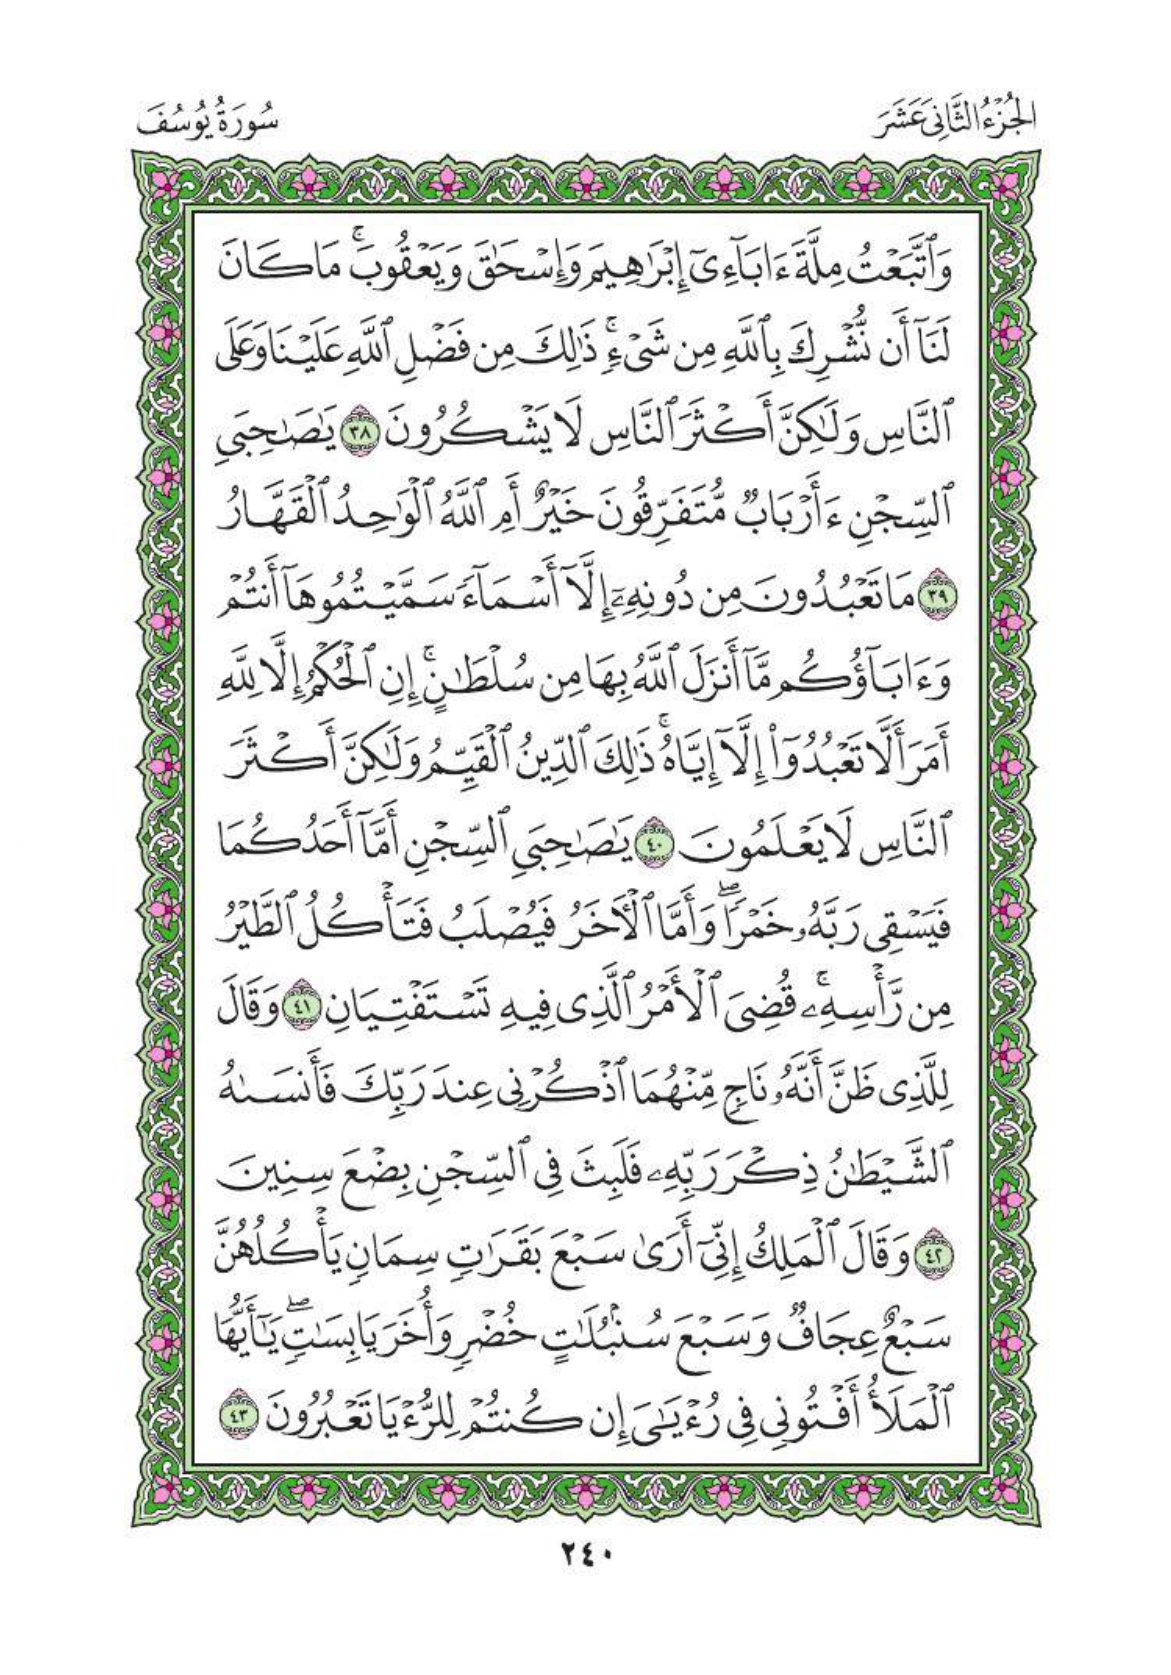 الجُزْءُ الثَّانِيَ عَشَرَ
سُورَةُ يُوسُفَ
وَٱتَّبَعْتُ مِلَّةَ ءَابَآءِىٓ إِبْرَٰهِيمَ وَإِسْحَٰقَ وَيَعْقُوبَۚ مَا كَانَ
لَنَآ أَن نُّشْرِكَ بِٱللَّهِ مِن شَىْءٍۚ ذَٰلِكَ مِن فَضْلِ ٱللَّهِ عَلَيْنَا وَعَلَى
ٱلنَّاسِ وَلَٰكِنَّ أَكْثَرَ ٱلنَّاسِ لَا يَشْكُرُونَ ٣٨ يَٰصَٰحِبَىِ
ٱلسِّجْنِ ءَأَرْبَابٌ مُّتَفَرِّقُونَ خَيْرٌ أَمِ ٱللَّهُ ٱلْوَٰحِدُ ٱلْقَهَّارُ
٣٩ مَا تَعْبُدُونَ مِن دُونِهِۦٓ إِلَّآ أَسْمَآءً سَمَّيْتُمُوهَآ أَنتُمْ
وَءَابَآؤُكُم مَّآ أَنزَلَ ٱللَّهُ بِهَا مِن سُلْطَٰنٍۚ إِنِ ٱلْحُكْمُ إِلَّا لِلَّهِ
أَمَرَ أَلَّا تَعْبُدُوٓا۟ إِلَّآ إِيَّاهُۚ ذَٰلِكَ ٱلدِّينُ ٱلْقَيِّمُ وَلَٰكِنَّ أَكْثَرَ
ٱلنَّاسِ لَا يَعْلَمُونَ ٤٠ يَٰصَٰحِبَىِ ٱلسِّجْنِ أَمَّآ أَحَدُكُمَا
فَيَسْقِى رَبَّهُۥ خَمْرًاۖ وَأَمَّا ٱلْءَاخَرُ فَيُصْلَبُ فَتَأْكُلُ ٱلطَّيْرُ
مِن رَّأْسِهِۦۚ قُضِىَ ٱلْأَمْرُ ٱلَّذِى فِيهِ تَسْتَفْتِيَانِ ٤١ وَقَالَ
لِلَّذِى ظَنَّ أَنَّهُۥ نَاجٍ مِّنْهُمَا ٱذْكُرْنِى عِندَ رَبِّكَ فَأَنسَىٰهُ
ٱلشَّيْطَٰنُ ذِكْرَ رَبِّهِۦ فَلَبِثَ فِى ٱلسِّجْنِ بِضْعَ سِنِينَ
٤٢ وَقَالَ ٱلْمَلِكُ إِنِّىٓ أَرَىٰ سَبْعَ بَقَرَٰتٍ سِمَانٍ يَأْكُلُهُنَّ
سَبْعٌ عِجَافٌ وَسَبْعَ سُنۢبُلَٰتٍ خُضْرٍ وَأُخَرَ يَابِسَٰتٍۖ يَٰٓأَيُّهَا
ٱلْمَلَأُ أَفْتُونِى فِى رُءْيَٰىَ إِن كُنتُمْ لِلرُّءْيَا تَعْبُرُونَ ٤٣
٢٤٠